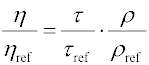 η/η_ref = τ/τ_ref · ρ/ρ_ref